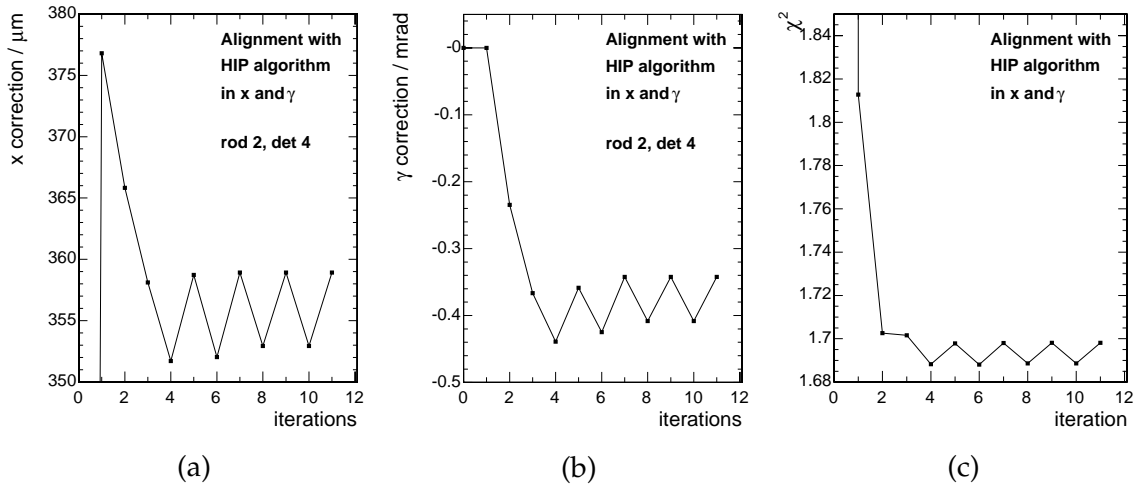 x correction / μm
380
375
370
365
360
355
350
0 2 4 6 8 10 12
iterations
Alignment with
HIP algorithm
in x and γ
rod 2, det 4
(a)
γ correction / mrad
-0
-0.1
-0.2
-0.3
-0.4
-0.5
0 2 4 6 8 10 12
iterations
Alignment with
HIP algorithm
in x and γ
rod 2, det 4
(b)
χ²
1.84
1.82
1.8
1.78
1.76
1.74
1.72
1.7
1.68
0 2 4 6 8 10 12
iteration
Alignment with
HIP algorithm
in x and γ
(c)